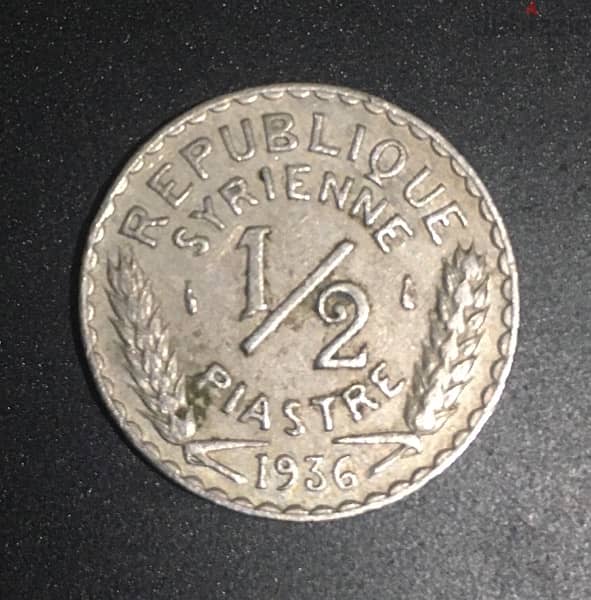 REPUBLIQUE
SYRIENNE
1/2
PIASTRE
1936